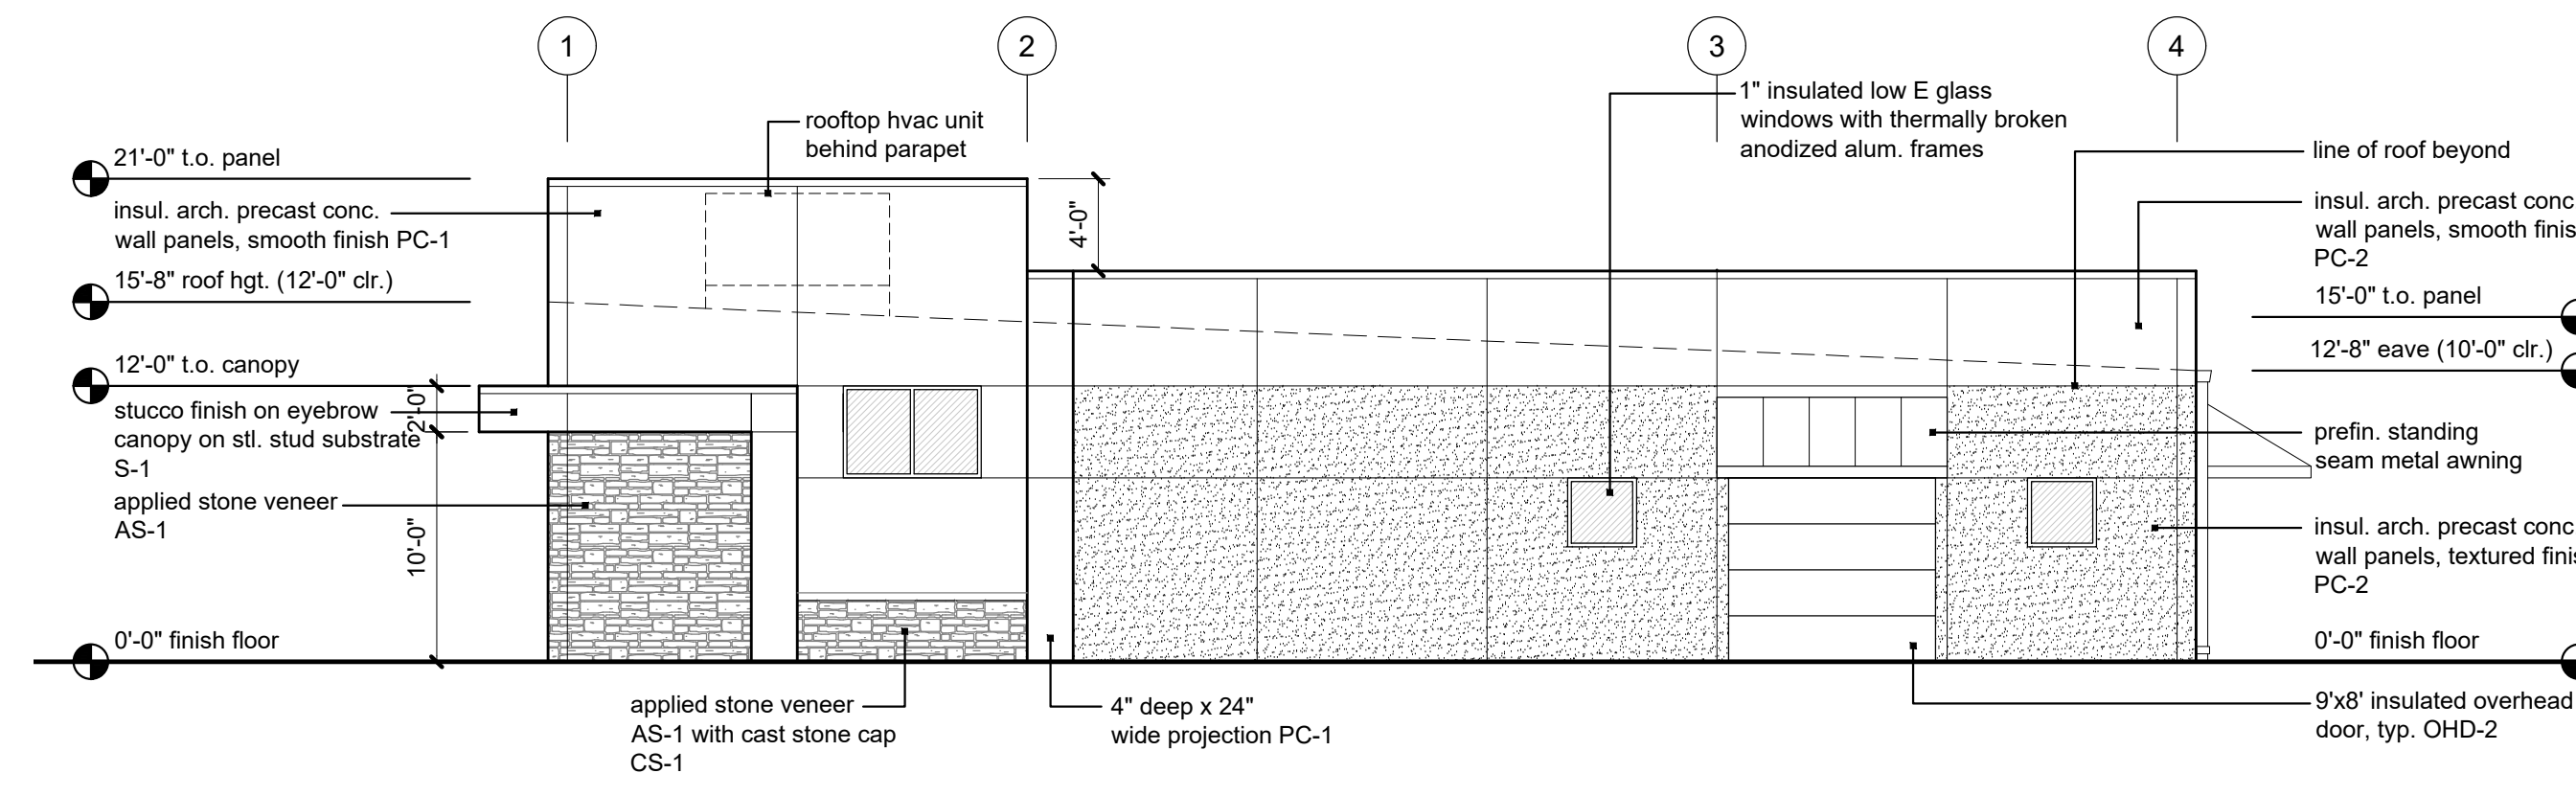 1
2
3
4
1" insulated low E glass
windows with thermally broken
anodized alum. frames
rooftop hvac unit
behind parapet
21'-0" t.o. panel
insul. arch. precast conc.
wall panels, smooth finish PC-1
15'-8" roof hgt. (12'-0" clr.)
12'-0" t.o. canopy
stucco finish on eyebrow
canopy on stl. stud substrate
S-1
applied stone veneer
AS-1
0'-0" finish floor
2'-0"
10'-0"
4'-0"
line of roof beyond
insul. arch. precast conc
wall panels, smooth finis
PC-2
15'-0" t.o. panel
12'-8" eave (10'-0" clr.)
prefin. standing
seam metal awning
insul. arch. precast conc
wall panels, textured finis
PC-2
0'-0" finish floor
9'x8' insulated overhead
door, typ. OHD-2
applied stone veneer
AS-1 with cast stone cap
CS-1
4" deep x 24"
wide projection PC-1